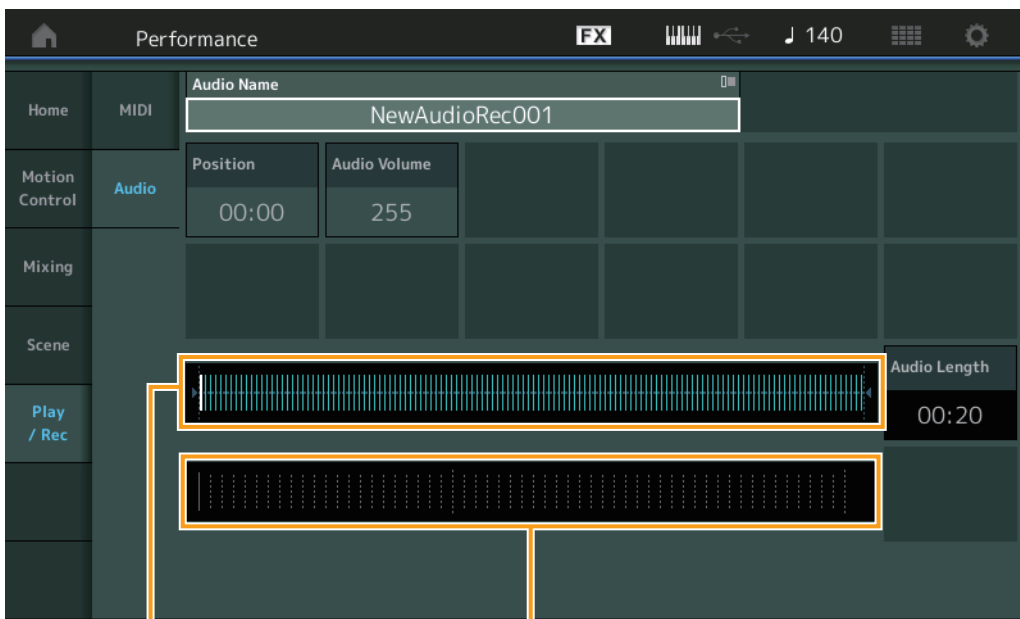 Performance
FX
♩ 140
Home
MIDI
Audio Name
NewAudioRec001
Motion
Control
Audio
Position
00:00
Audio Volume
255
Mixing
Scene
Play
/ Rec
Audio Length
00:20